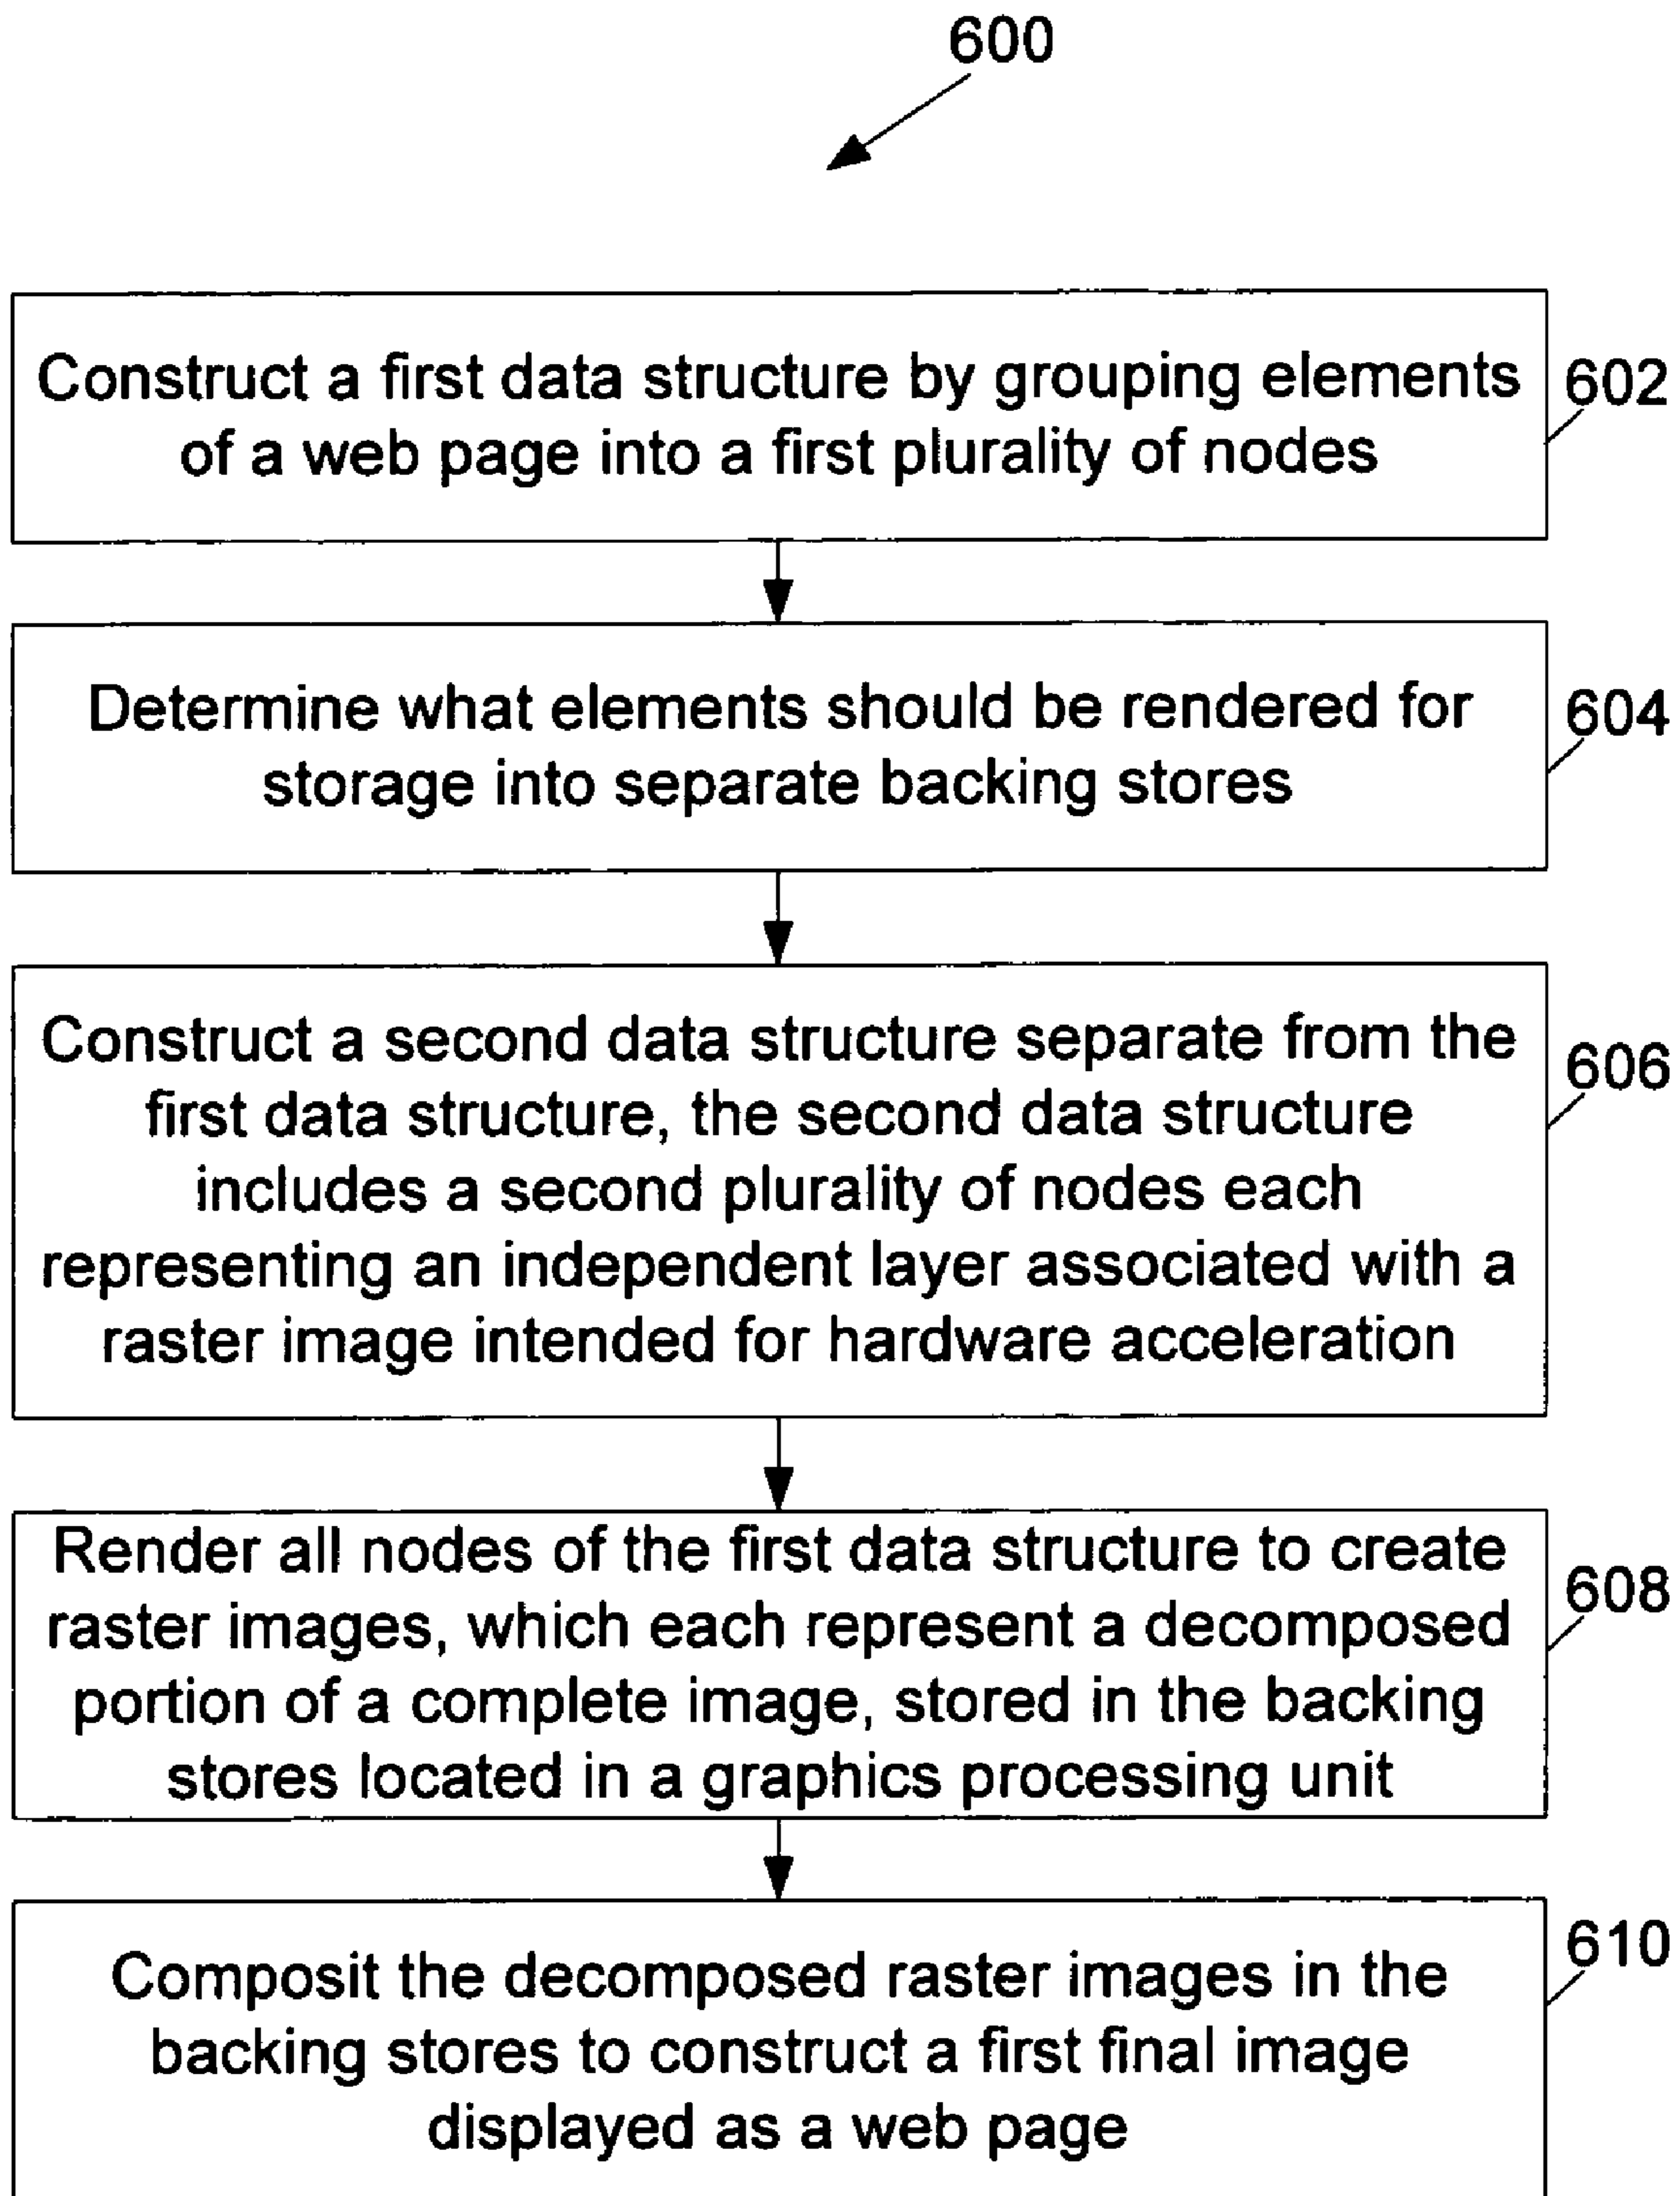 600
Construct a first data structure by grouping elements
of a web page into a first plurality of nodes
602
Determine what elements should be rendered for
storage into separate backing stores
604
Construct a second data structure separate from the
first data structure, the second data structure
includes a second plurality of nodes each
representing an independent layer associated with a
raster image intended for hardware acceleration
606
Render all nodes of the first data structure to create
raster images, which each represent a decomposed
portion of a complete image, stored in the backing
stores located in a graphics processing unit
608
Composit the decomposed raster images in the
backing stores to construct a first final image
displayed as a web page
610